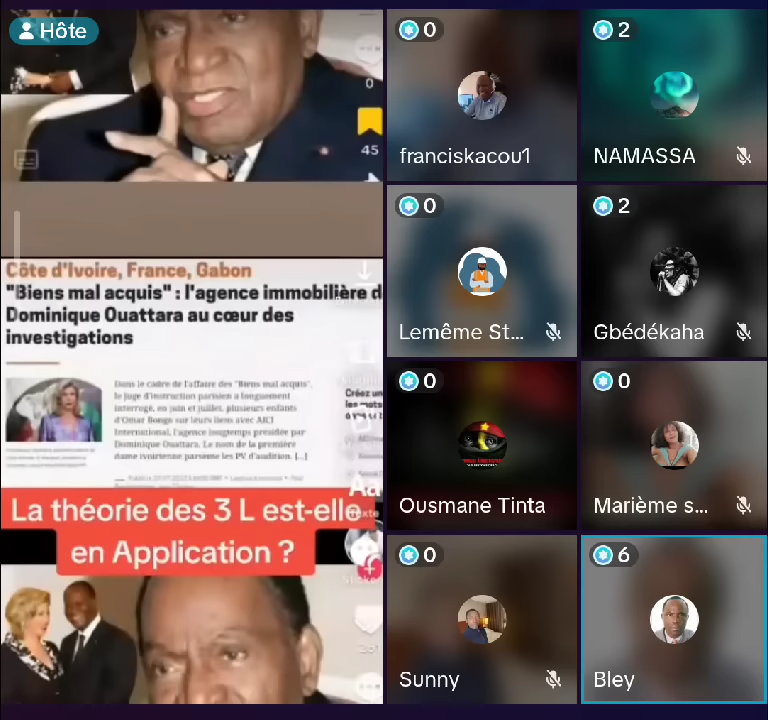 Hôte
0
45
Côte d'Ivoire, France, Gabon
"Biens mal acquis" : l'agence immobilière d
Dominique Ouattara au cœur des
investigations
Dans le cadre de l'affaire des "Biens mal acquis",
le juge d'instruction parisien a longuement
interrogé, en juin et juillet, plusieurs enfants
d'Omar Bongo sur leurs liens avec AICI
International, l'agence longtemps présidée par
Dominique Ouattara. Le nom de la première
dame ivoirienne parsème les PV d'audition. [...]
Créez un
Aa
La théorie des 3 L est-elle
en Application ?
0
franciskacou1
2
NAMASSA
0
Lemême St...
2
Gbédékaha
0
Ousmane Tinta
0
Marième s...
0
Sunny
6
Bley